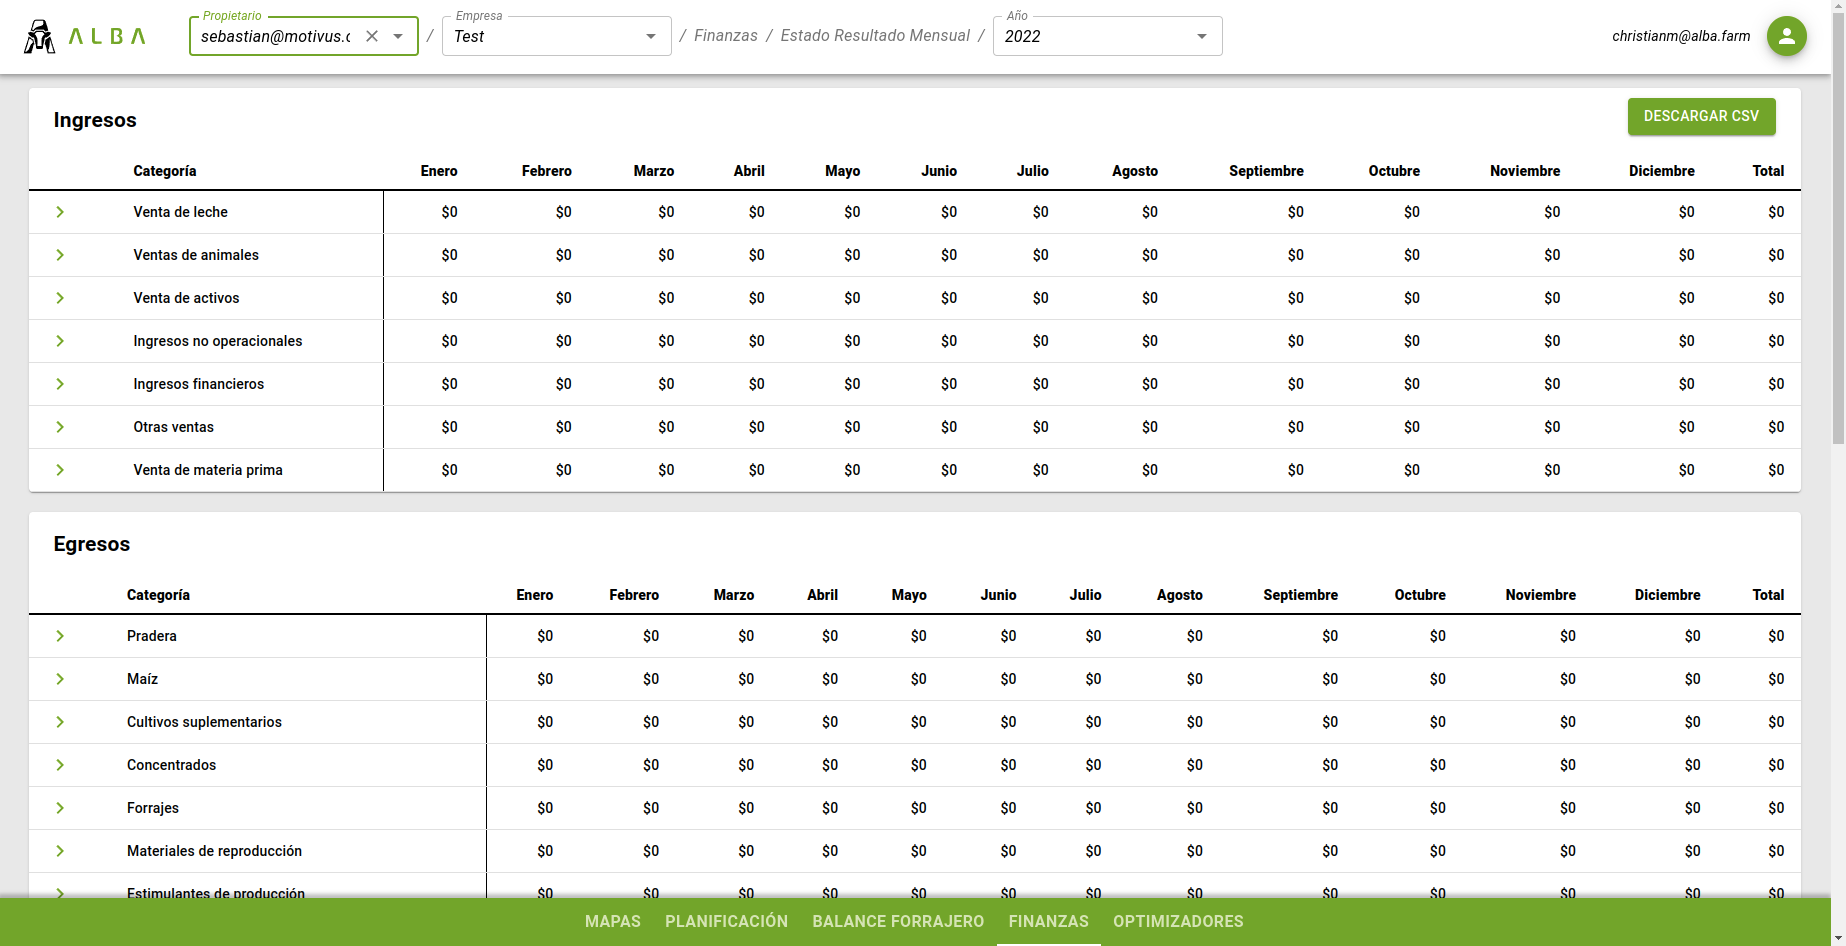 ALBA
Propietario
sebastian@motivus.c
/
Empresa
Test
/ Finanzas / Estado Resultado Mensual /
Año
2022
christianm@alba.farm
Ingresos
DESCARGAR CSV
Categoría Enero Febrero Marzo Abril Mayo Junio Julio Agosto Septiembre Octubre Noviembre Diciembre Total
Venta de leche $0 $0 $0 $0 $0 $0 $0 $0 $0 $0 $0 $0 $0
Ventas de animales $0 $0 $0 $0 $0 $0 $0 $0 $0 $0 $0 $0 $0
Venta de activos $0 $0 $0 $0 $0 $0 $0 $0 $0 $0 $0 $0 $0
Ingresos no operacionales $0 $0 $0 $0 $0 $0 $0 $0 $0 $0 $0 $0 $0
Ingresos financieros $0 $0 $0 $0 $0 $0 $0 $0 $0 $0 $0 $0 $0
Otras ventas $0 $0 $0 $0 $0 $0 $0 $0 $0 $0 $0 $0 $0
Venta de materia prima $0 $0 $0 $0 $0 $0 $0 $0 $0 $0 $0 $0 $0
Egresos
Categoría Enero Febrero Marzo Abril Mayo Junio Julio Agosto Septiembre Octubre Noviembre Diciembre Total
Pradera $0 $0 $0 $0 $0 $0 $0 $0 $0 $0 $0 $0 $0
Maíz $0 $0 $0 $0 $0 $0 $0 $0 $0 $0 $0 $0 $0
Cultivos suplementarios $0 $0 $0 $0 $0 $0 $0 $0 $0 $0 $0 $0 $0
Concentrados $0 $0 $0 $0 $0 $0 $0 $0 $0 $0 $0 $0 $0
Forrajes $0 $0 $0 $0 $0 $0 $0 $0 $0 $0 $0 $0 $0
Materiales de reproducción $0 $0 $0 $0 $0 $0 $0 $0 $0 $0 $0 $0 $0
Estimulantes de producción $0 $0 $0 $0 $0 $0 $0 $0 $0 $0 $0 $0 $0
MAPAS PLANIFICACIÓN BALANCE FORRAJERO FINANZAS OPTIMIZADORES